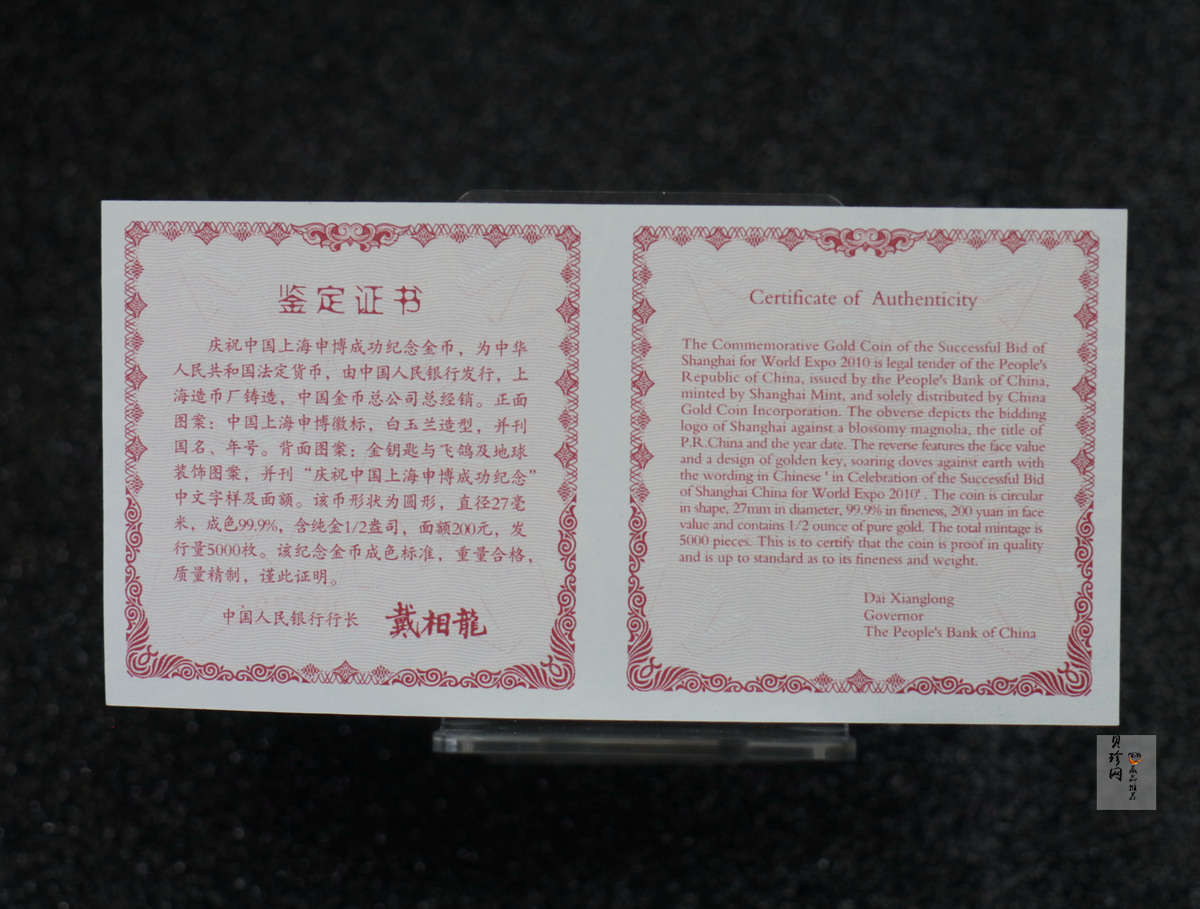 鉴定证书
庆祝中国上海申博成功纪念金币，为中华
人民共和国法定货币，由中国人民银行发行，上
海造币厂铸造，中国金币总公司总经销。正面
图案：中国上海申博徽标，白玉兰造型，并刊
国名、年号。背面图案：金钥匙与飞鸽及地球
装饰图案，并刊“庆祝中国上海申博成功纪念”
中文字样及面额。该币形状为圆形，直径27毫
米，成色99.9%，含纯金1/2盎司，面额200元，发
行量5000枚。该纪念金币成色标准，重量合格，
质量精制，谨此证明。
中国人民银行行长 戴相龍
Certificate of Authenticity
The Commemorative Gold Coin of the Successful Bid of
Shanghai for World Expo 2010 is legal tender of the People's
Republic of China, issued by the People's Bank of China,
minted by Shanghai Mint, and solely distributed by China
Gold Coin Incorporation. The obverse depicts the bidding
logo of Shanghai against a blossomy magnolia, the title of
P.R.China and the year date. The reverse features the face value
and a design of golden key, soaring doves against earth with
the wording in Chinese ' in Celebration of the Successful Bid
of Shanghai China for World Expo 2010' . The coin is circular
in shape, 27mm in diameter, 99.9% in fineness, 200 yuan in face
value and contains 1/2 ounce of pure gold. The total mintage is
5000 pieces. This is to certify that the coin is proof in quality
and is up to standard as to its fineness and weight.
Dai Xianglong
Governor
The People's Bank of China
贝珍网